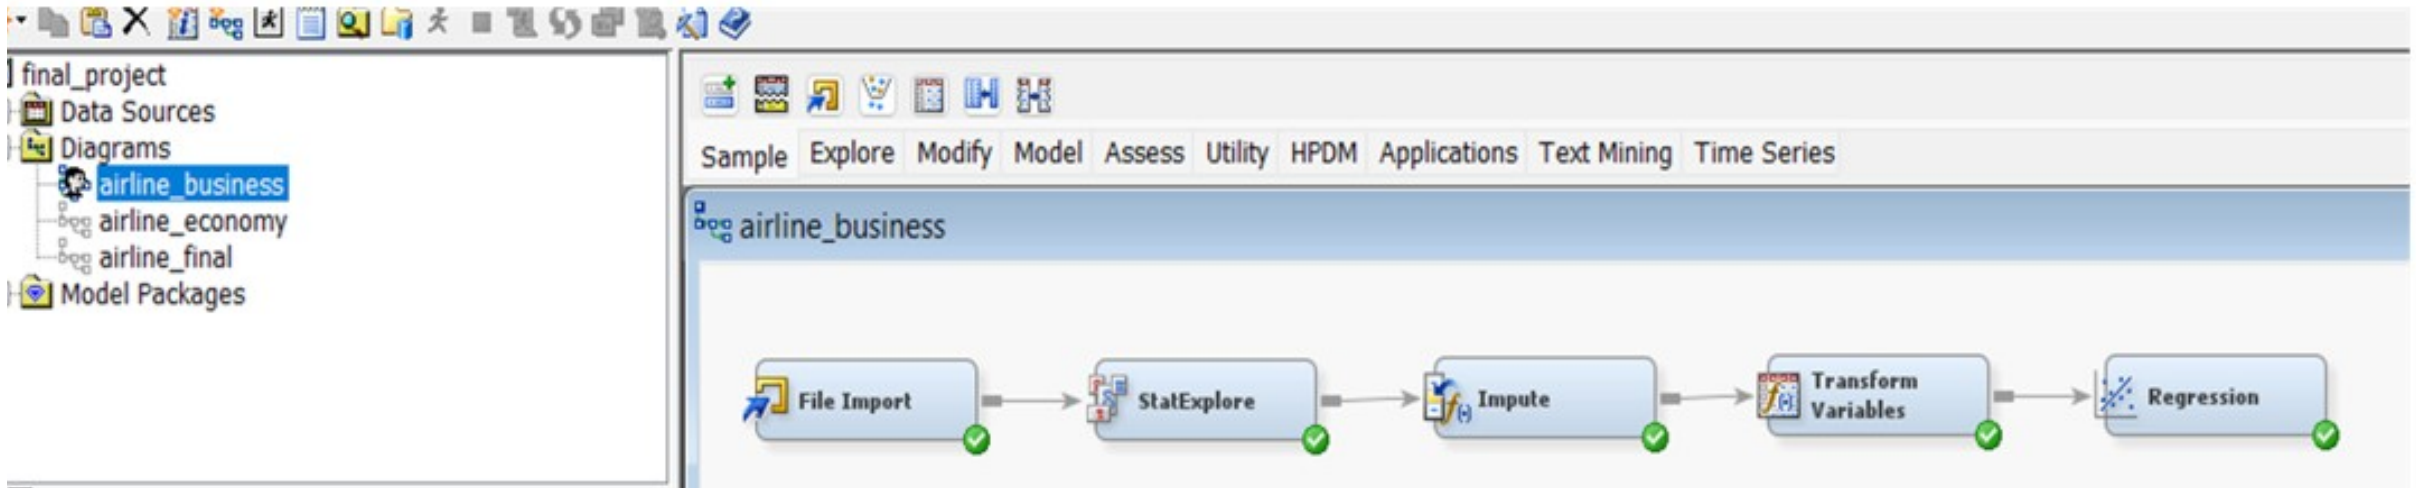 final_project
Data Sources
Diagrams
airline_business
airline_economy
airline_final
Model Packages
Sample Explore Modify Model Assess Utility HPDM Applications Text Mining Time Series
airline_business
File Import
StatExplore
Impute
Transform
Variables
Regression